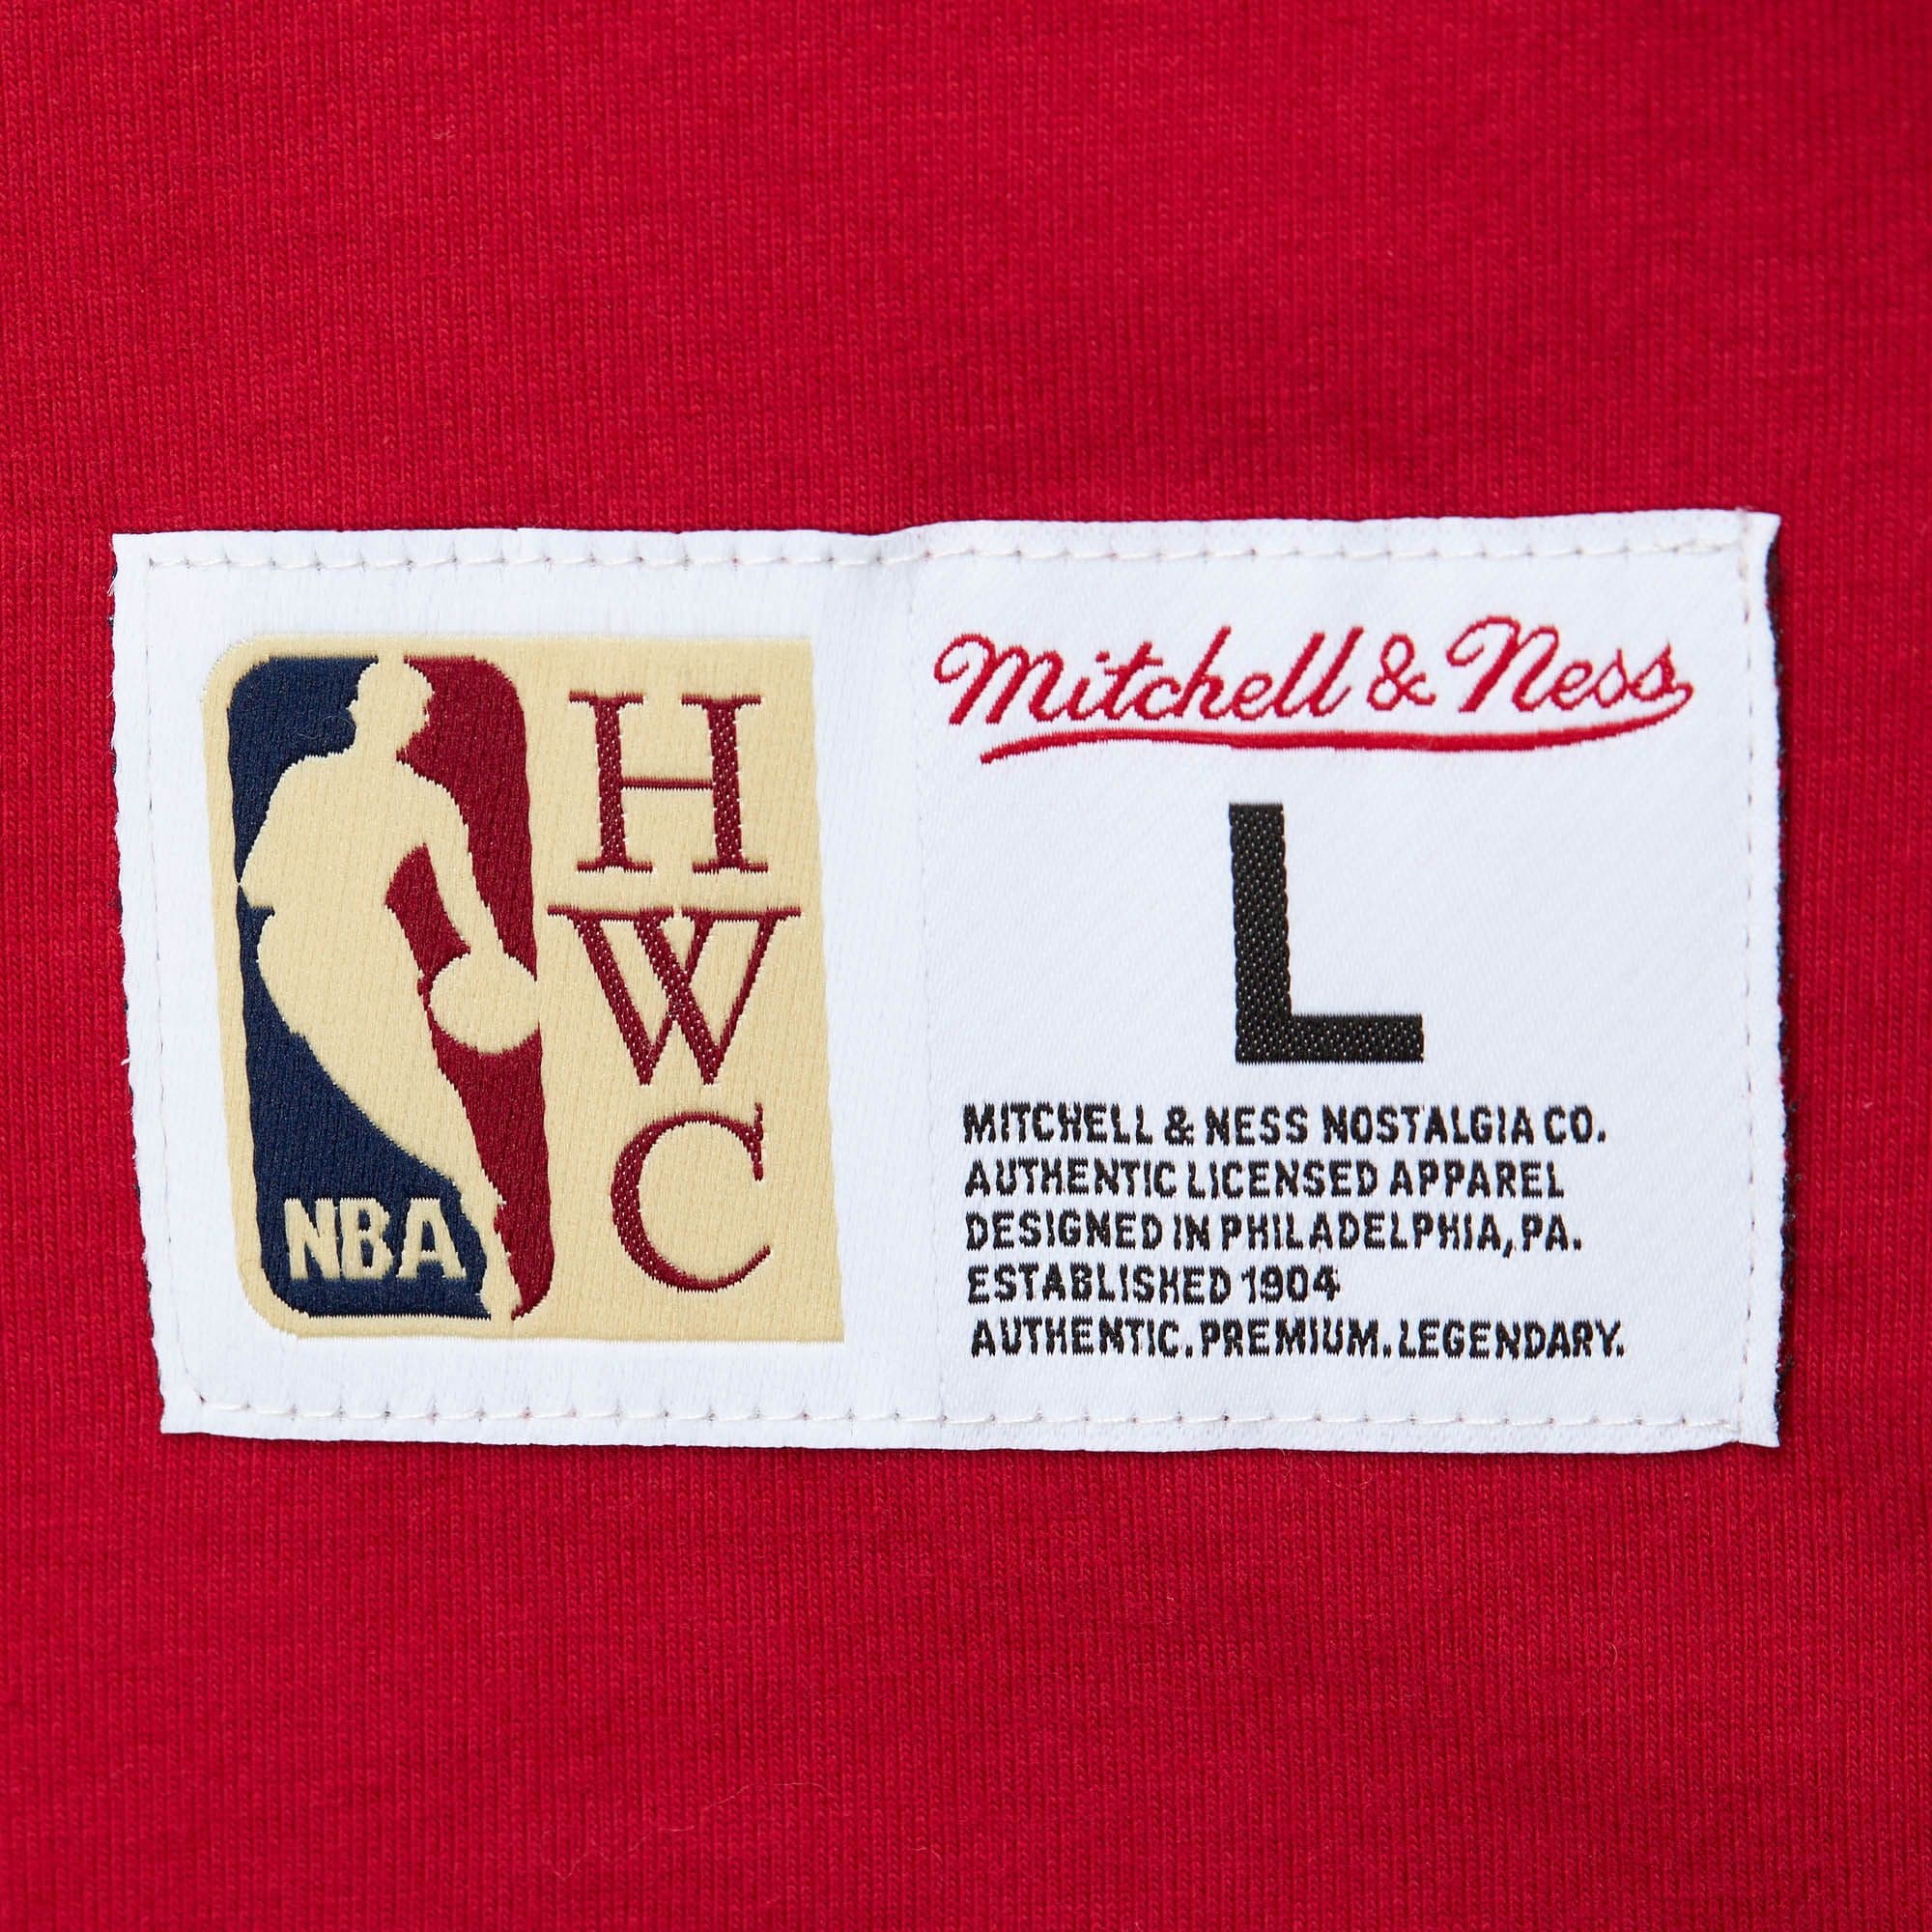 NBA
H
W
C
Mitchell & Ness
L
MITCHELL & NESS NOSTALGIA CO.
AUTHENTIC LICENSED APPAREL
DESIGNED IN PHILADELPHIA, PA.
ESTABLISHED 1904
AUTHENTIC. PREMIUM. LEGENDARY.